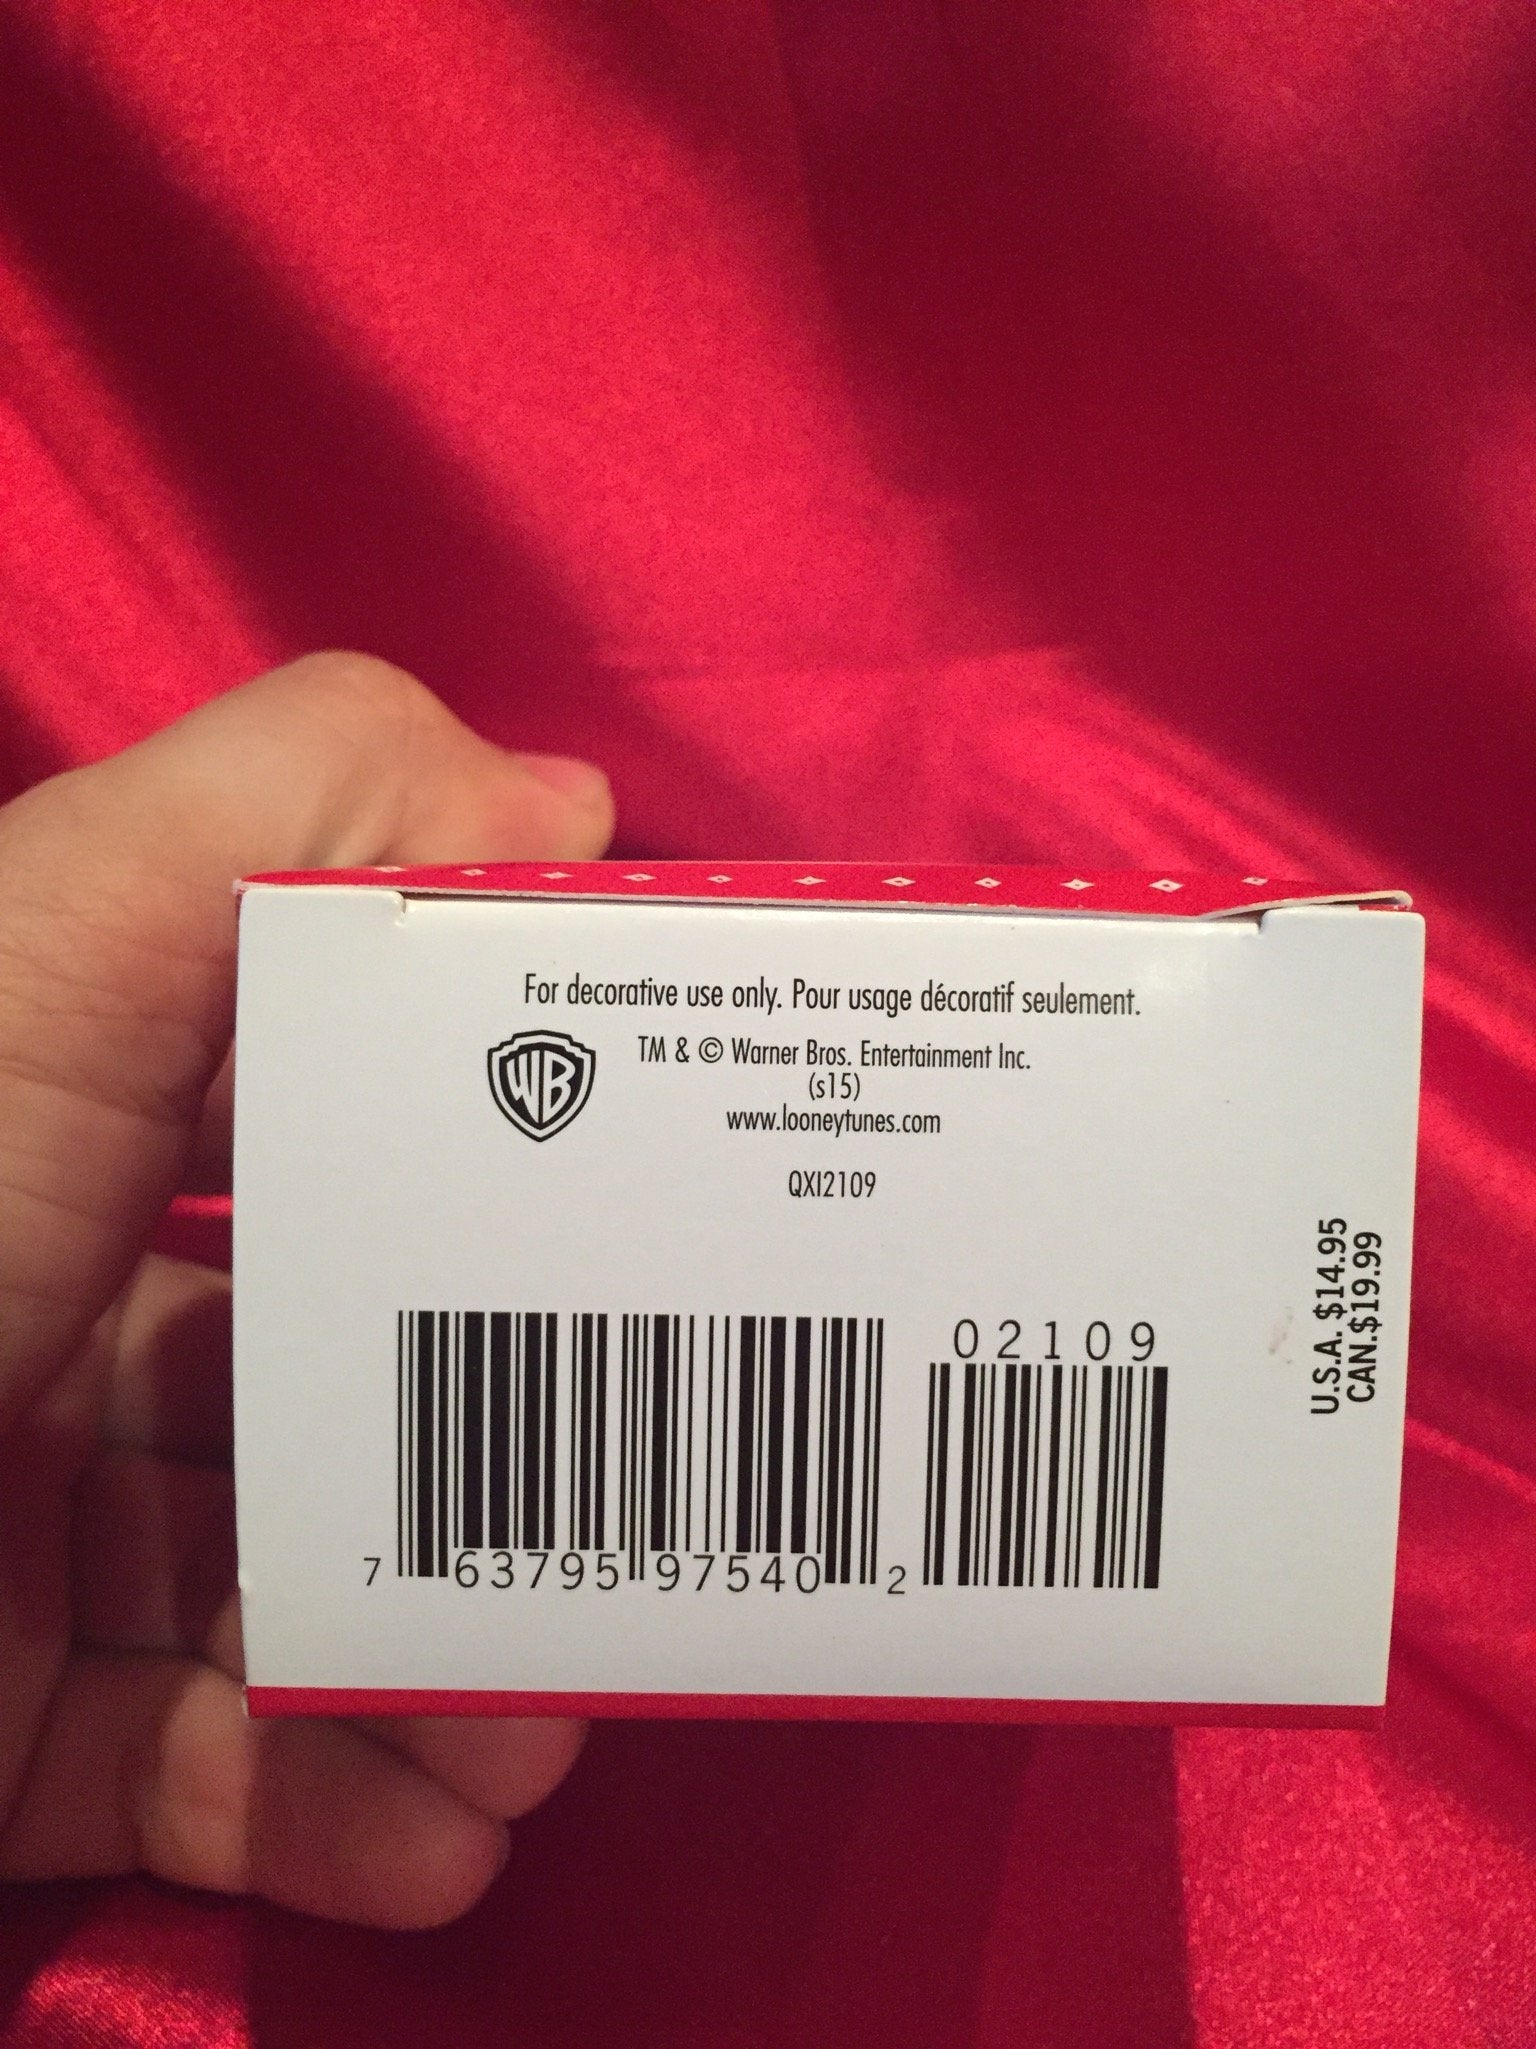 For decorative use only. Pour usage décoratif seulement.
WB
TM & © Warner Bros. Entertainment Inc.
(s15)
www.looneytunes.com
QXI2109
U.S.A. $14.95
CAN.$19.99
02109
7 63795 97540 2